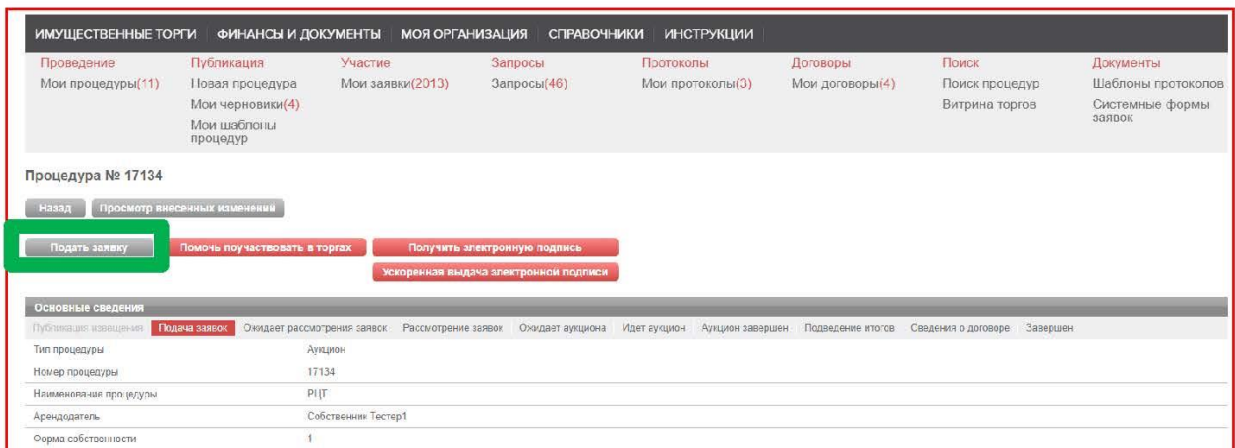 ИМУЩЕСТВЕННЫЕ ТОРГИ ФИНАНСЫ И ДОКУМЕНТЫ МОЯ ОРГАНИЗАЦИЯ СПРАВОЧНИКИ ИНСТРУКЦИИ
Проведение Публикация Участие Запросы Протоколы Договоры Поиск Документы
Мои процедуры(11) Новая процедура Мои заявки(2013) Запросы(46) Мои протоколы(3) Мои договоры(4) Поиск процедур Шаблоны протоколов
Мои черновики(4) Витрина торгов Системные формы
Мои шаблоны заявок
процедур
Процедура № 17134
Назад Просмотр внесенных изменений
Подать заявку Помочь поучаствовать в торгах Получить электронную подпись
Ускоренная выдача электронной подписи
Основные сведения
Публикация извещения Подача заявок Ожидает рассмотрения заявок Рассмотрение заявок Ожидает аукциона Идет аукцион Аукцион завершен Подведение итогов Сведения о договоре Завершен
Тип процедуры Аукцион
Номер процедуры 17134
Наименование процедуры РЦТ
Арендодатель Собственник Тестер1
Форма собственности 1